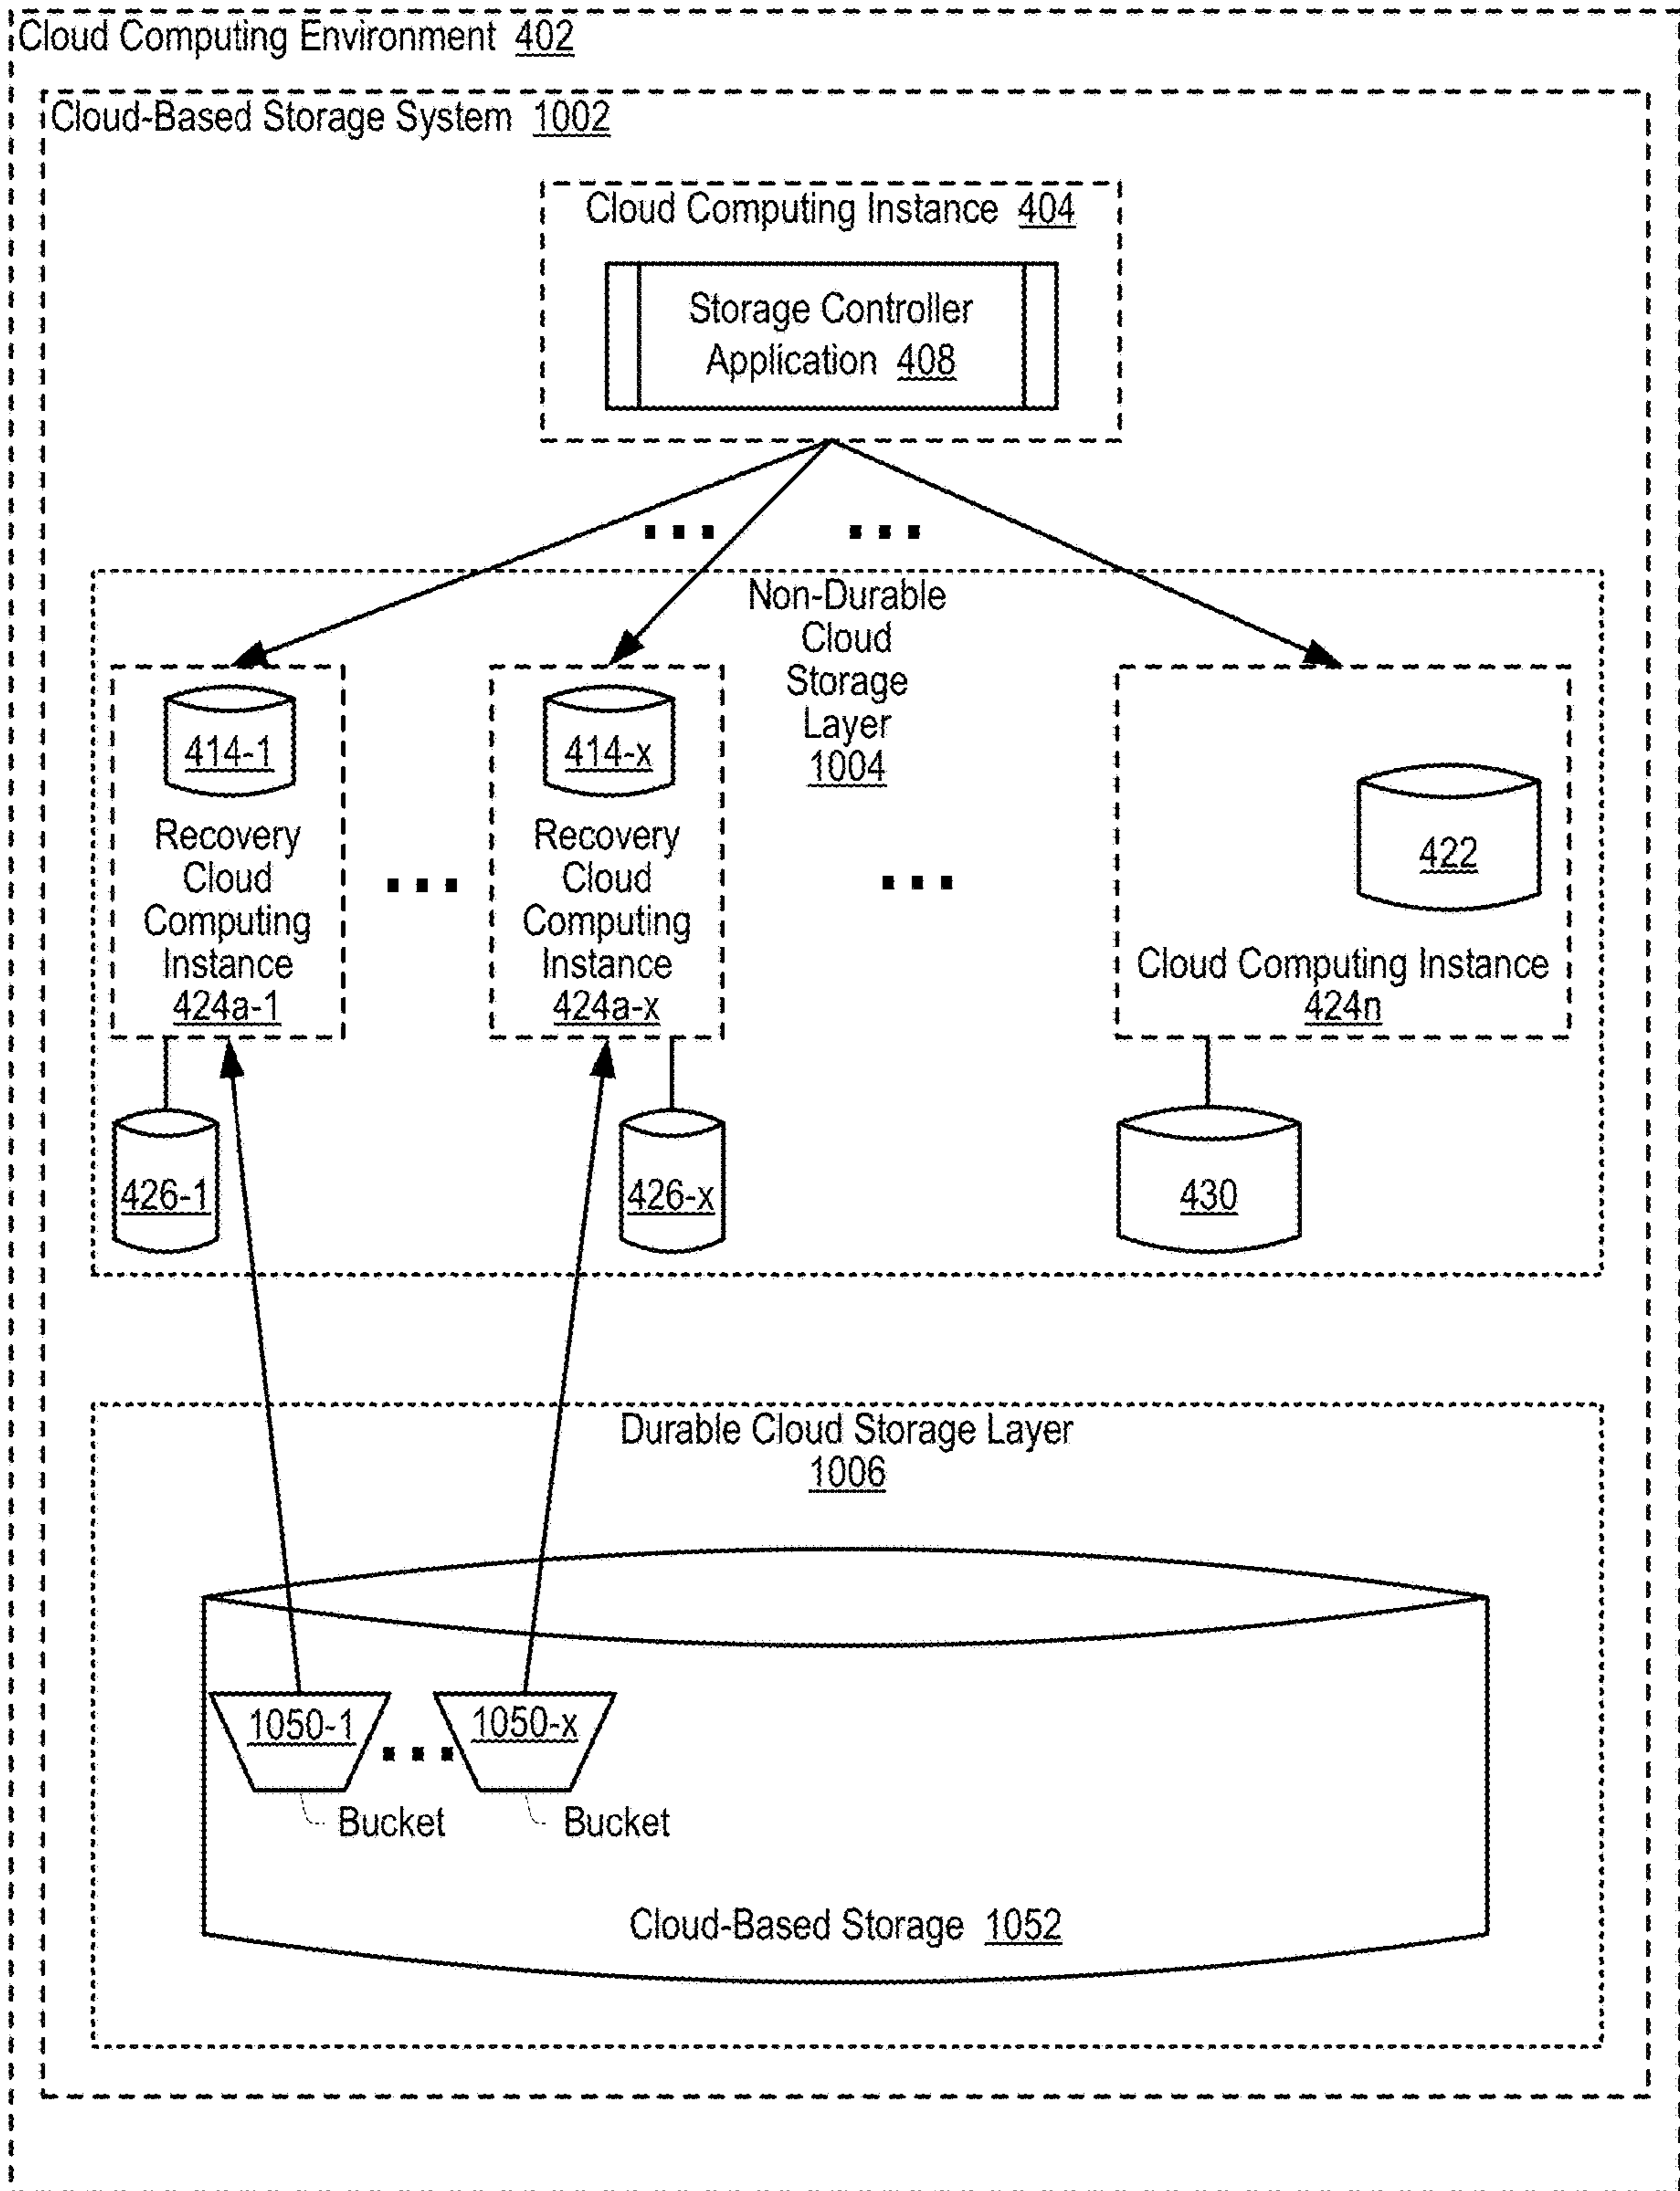 Cloud Computing Environment 402
Cloud-Based Storage System 1002
Cloud Computing Instance 404
Storage Controller
Application 408
Non-Durable
Cloud
Storage
Layer
1004
414-1
Recovery
Cloud
Computing
Instance
424a-1
414-x
Recovery
Cloud
Computing
Instance
424a-x
422
Cloud Computing Instance
424n
426-1
426-x
430
Durable Cloud Storage Layer
1006
1050-1
1050-x
Bucket
Bucket
Cloud-Based Storage 1052